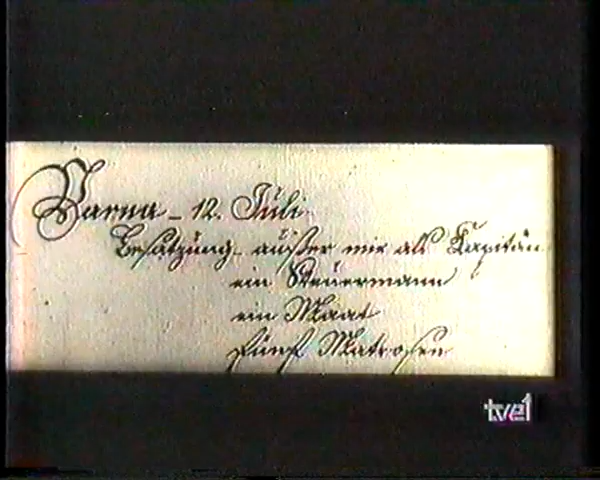 Varna – 12. Juli.
Besatzung – außer mir als Kapitän
ein Steuermann
ein Maat
fünf Matrosen
tve1